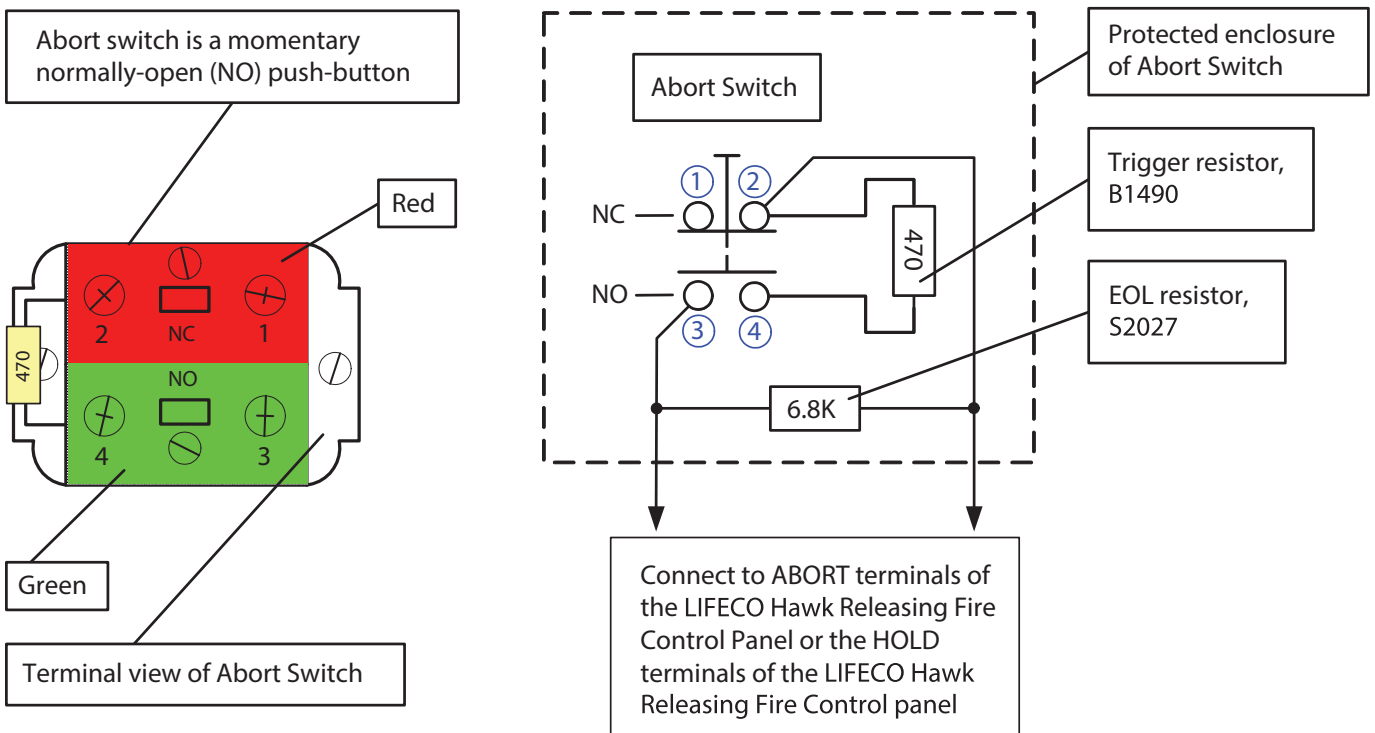 Abort switch is a momentary
normally-open (NO) push-button
Red
2
NC
1
470
NO
4
3
Green
Terminal view of Abort Switch
Abort Switch
Protected enclosure
of Abort Switch
1
2
NC
470
Trigger resistor,
B1490
NO
3
4
EOL resistor,
S2027
6.8K
Connect to ABORT terminals of
the LIFECO Hawk Releasing Fire
Control Panel or the HOLD
terminals of the LIFECO Hawk
Releasing Fire Control panel